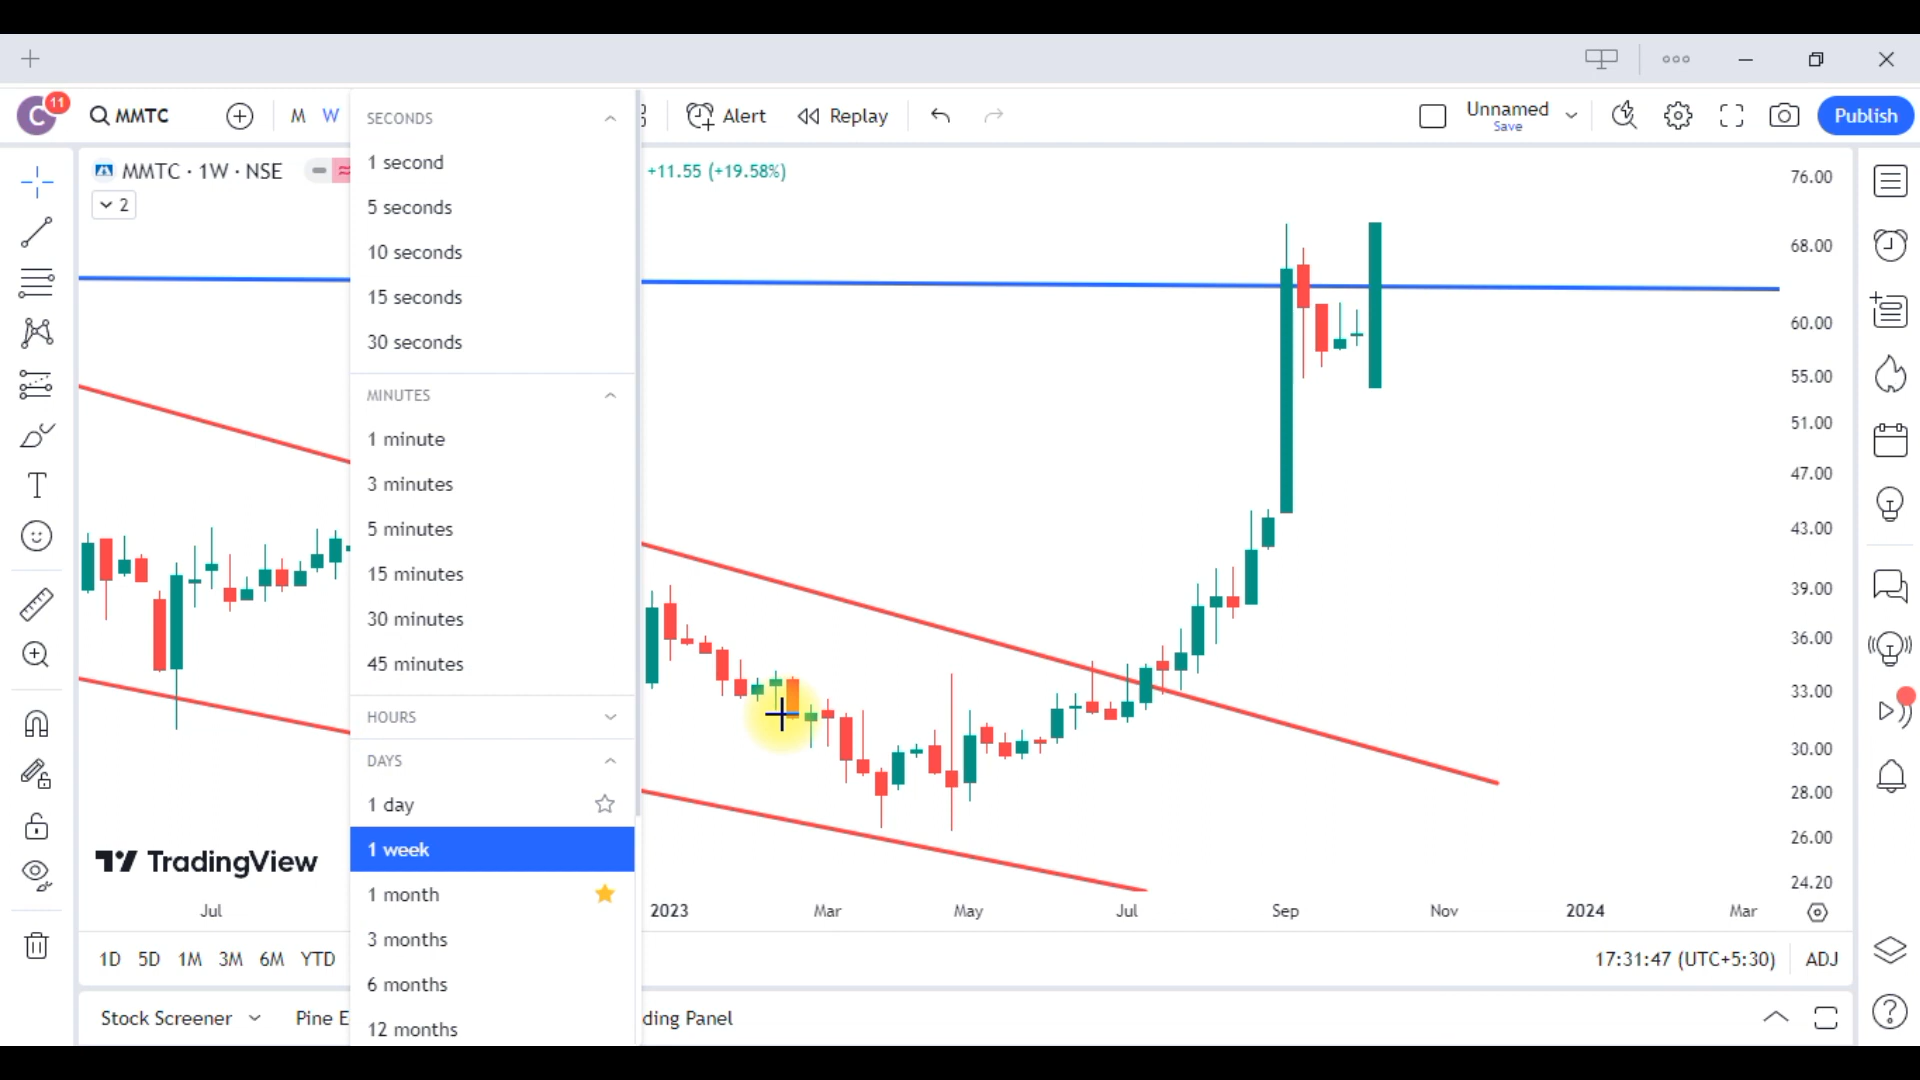 C 11 MMTC M W Alert Replay Unnamed Save Publish
MMTC · 1W · NSE +11.55 (+19.58%)
2
SECONDS
1 second
5 seconds
10 seconds
15 seconds
30 seconds
MINUTES
1 minute
3 minutes
5 minutes
15 minutes
30 minutes
45 minutes
HOURS
DAYS
1 day
1 week
1 month
3 months
6 months
12 months
76.00
68.00
60.00
55.00
51.00
47.00
43.00
39.00
36.00
33.00
30.00
28.00
26.00
24.20
TradingView
Jul 2023 Mar May Jul Sep Nov 2024 Mar
1D 5D 1M 3M 6M YTD 17:31:47 (UTC+5:30) ADJ
Stock Screener Pine E ding Panel